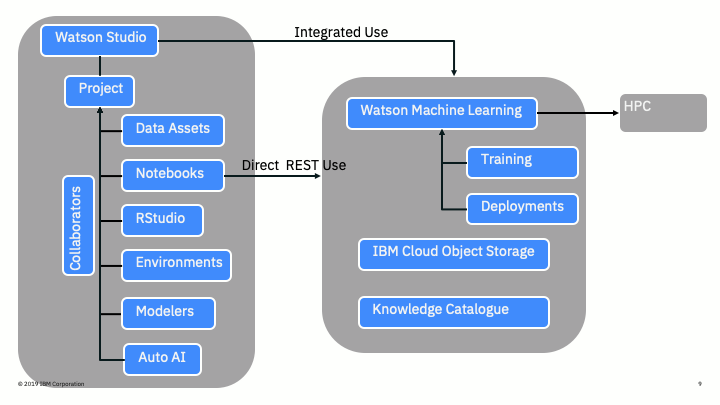 Watson Studio
Integrated Use
Project
Watson Machine Learning
HPC
Data Assets
Training
Direct  REST Use
Notebooks
Deployments
Collaborators
RStudio
IBM Cloud Object Storage
Environments
Modelers
Knowledge Catalogue
Auto AI
© 2019 IBM Corporation
9